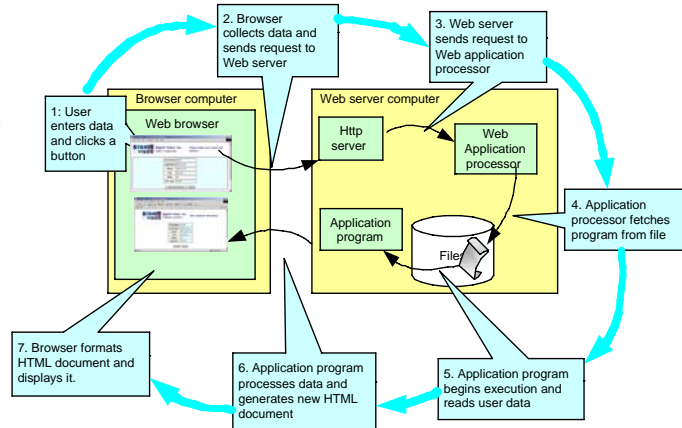 2. Browser
collects data and
sends request to
Web server
3. Web server
sends request to
Web application
processor
Browser computer
Web server computer
1: User
enters data
and clicks a
button
Web browser
Http
server
Web
Application
processor
4. Application
processor fetches
program from file
Application
program
Files
7. Browser formats
HTML document and
displays it.
6. Application program
processes data and
generates new HTML
document
5. Application program
begins execution and
reads user data